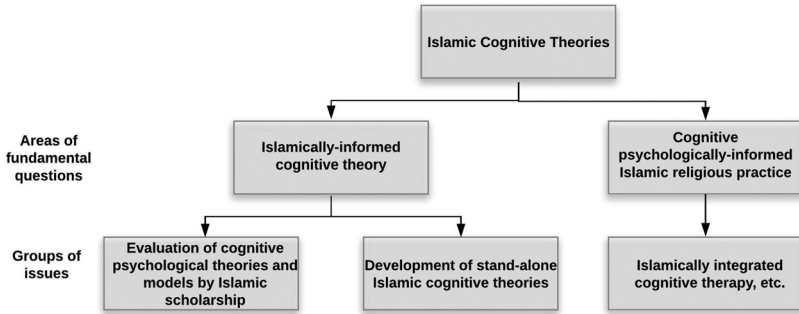 Islamic Cognitive Theories
Areas of
fundamental
questions
Islamically-informed
cognitive theory
Cognitive
psychologically-informed
Islamic religious practice
Groups of
issues
Evaluation of cognitive
psychological theories and
models by Islamic
scholarship
Development of stand-alone
Islamic cognitive theories
Islamically integrated
cognitive therapy, etc.